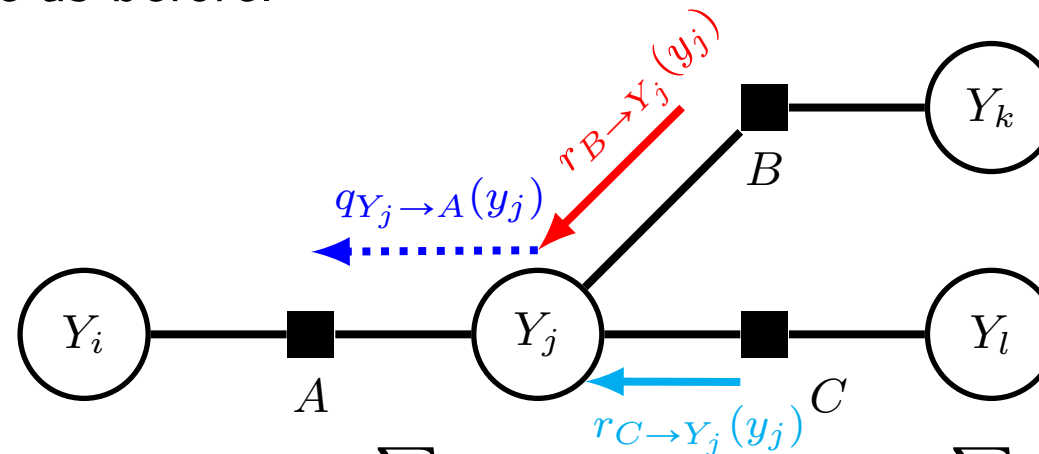 r_{B→Y_j}(y_j)
Y_k
B
q_{Y_j→A}(y_j)
Y_i
Y_j
Y_l
A
C
r_{C→Y_j}(y_j)